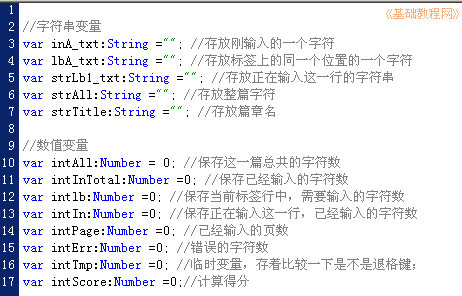 《基础教程网》
1
2 //字符串变量
3 var inA_txt:String =""; //存放刚输入的一个字符
4 var lbA_txt:String =""; //存放标签上的同一个位置的一个字符
5 var strLb1_txt:String =""; //存放正在输入这一行的字符串
6 var strAll:String =""; //存放整篇字符
7 var strTitle:String =""; //存放篇章名
8
9 //数值变量
10 var intAll:Number = 0; //保存这一篇总共的字符数
11 var intInTotal:Number =0; //保存已经输入的字符数
12 var intlb:Number =0; //保存当前标签行中，需要输入的字符数
13 var intIn:Number =0; //保存正在输入这一行，已经输入的字符数
14 var intPage:Number =0; //已经输入的页数
15 var intErr:Number =0; //错误的字符数
16 var intTmp:Number =0; //临时变量，存着比较一下是不是退格键；
17 var intScore:Number =0;//计算得分